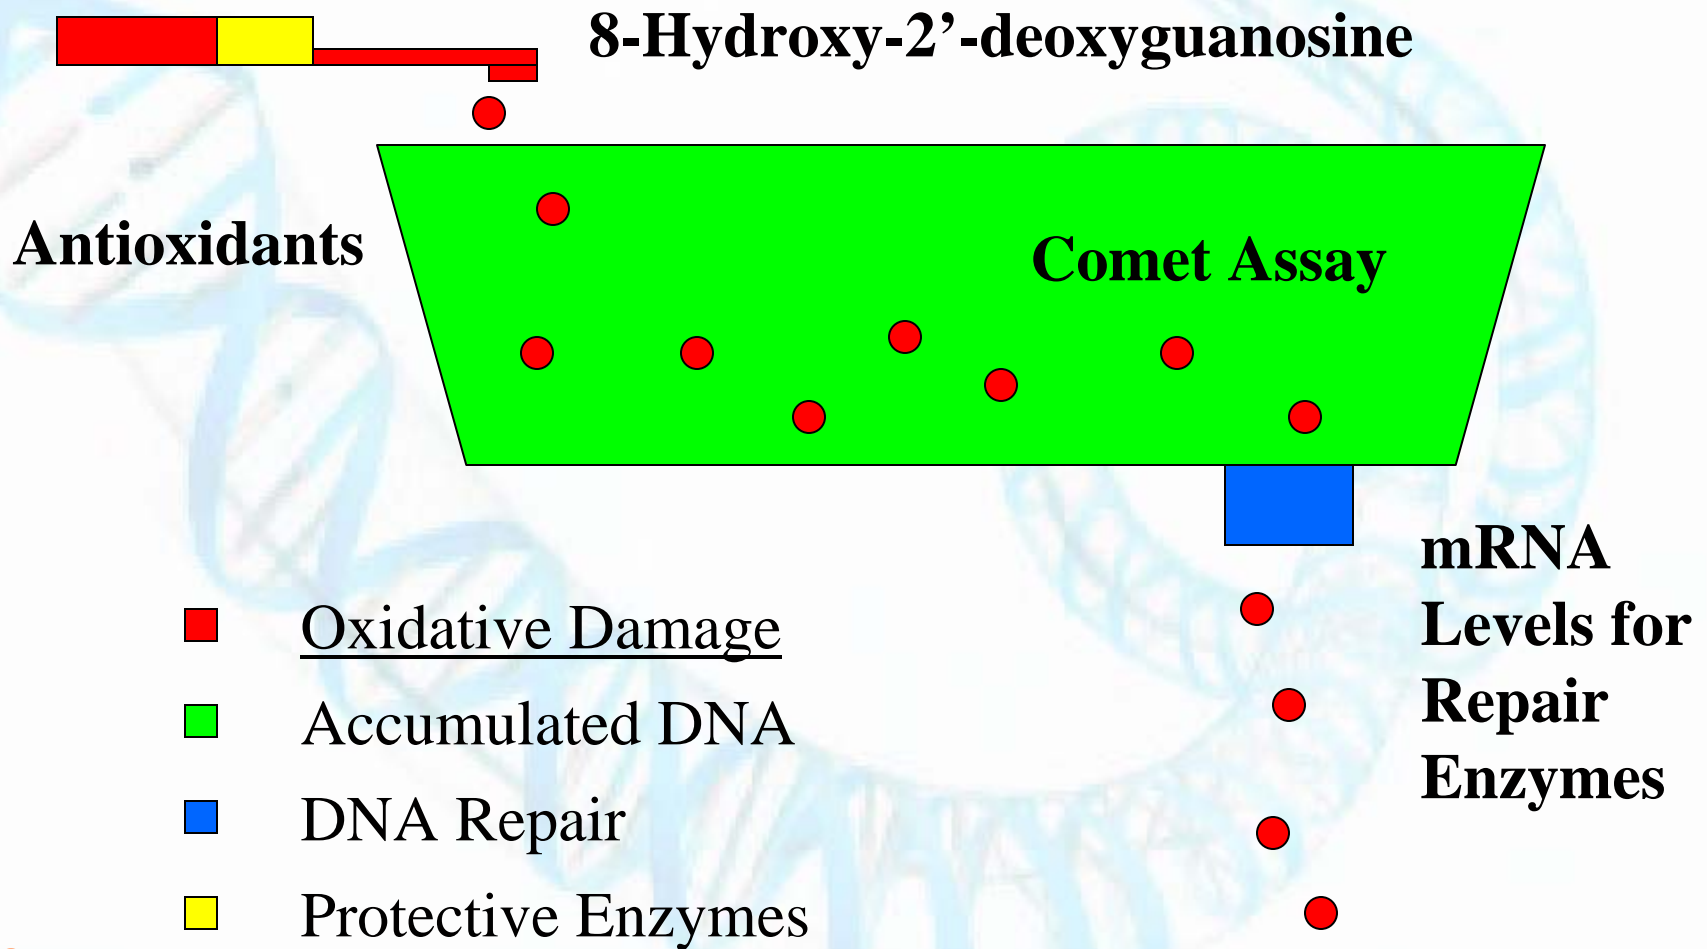 8-Hydroxy-2’-deoxyguanosine
Antioxidants
Comet Assay
mRNA
Levels for
Repair
Enzymes
Oxidative Damage
Accumulated DNA
DNA Repair
Protective Enzymes